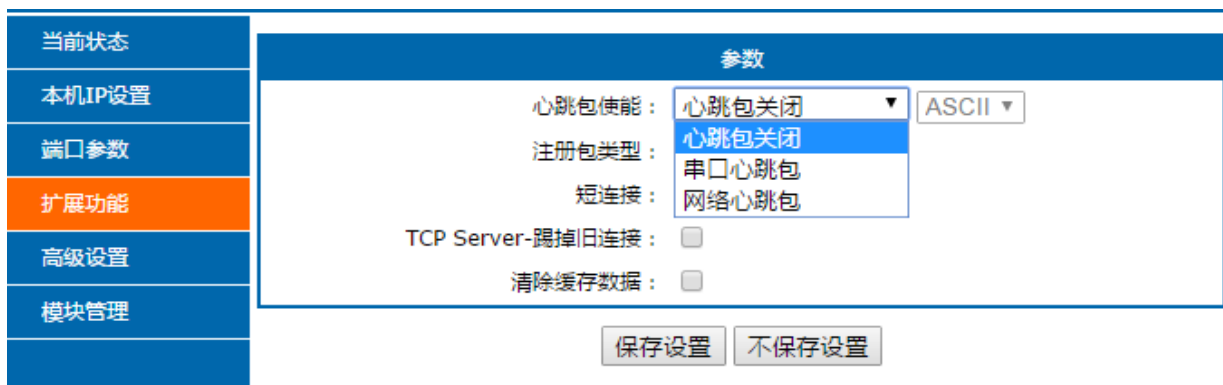 当前状态
本机IP设置
端口参数
扩展功能
高级设置
模块管理
参数
心跳包使能： 心跳包关闭 ASCII
心跳包关闭
串口心跳包
网络心跳包
注册包类型：
短连接：
TCP Server-踢掉旧连接：
清除缓存数据：
保存设置 不保存设置